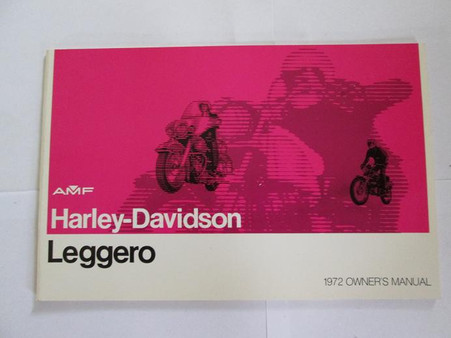 AMF
Harley-Davidson
Leggero
1972 OWNER'S MANUAL